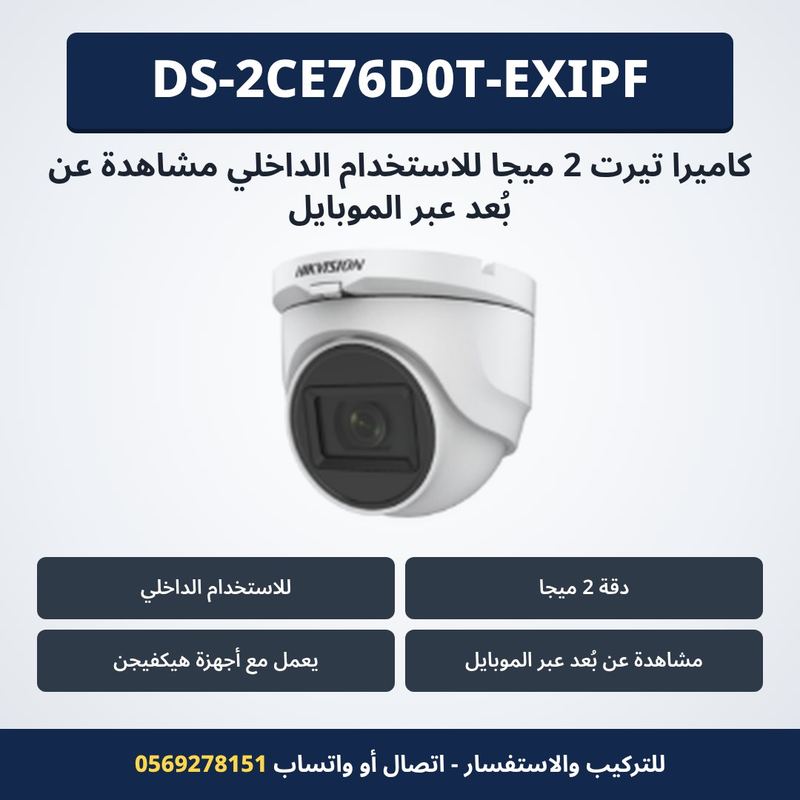 DS-2CE76D0T-EXIPF
كاميرا تيرت 2 ميجا للاستخدام الداخلي مشاهدة عن
بُعد عبر الموبايل
HIKVISION
دقة 2 ميجا
للاستخدام الداخلي
مشاهدة عن بُعد عبر الموبايل
يعمل مع أجهزة هيكفيجن
للتركيب والاستفسار - اتصال أو واتساب 0569278151